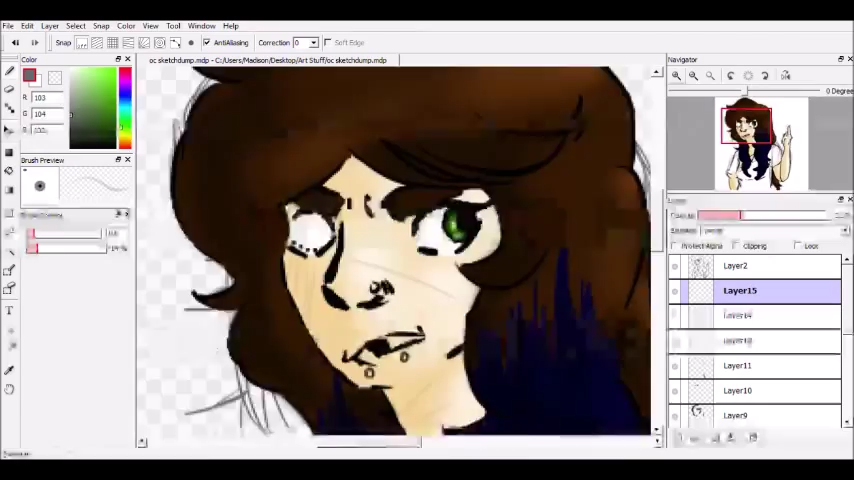 File Edit Layer Select Snap Color View Tool Window Help
Snap AntiAliasing Correction 0 Soft Edge
oc sketchdump.mdp - C:/Users/Madison/Desktop/Art Stuff/oc sketchdump.mdp
Color
R 103
G 104
B
Brush Preview
Navigator
0 Degree
Protect Alpha Clipping Lock
Layer2
Layer15
Layer14
Layer11
Layer10
Layer9